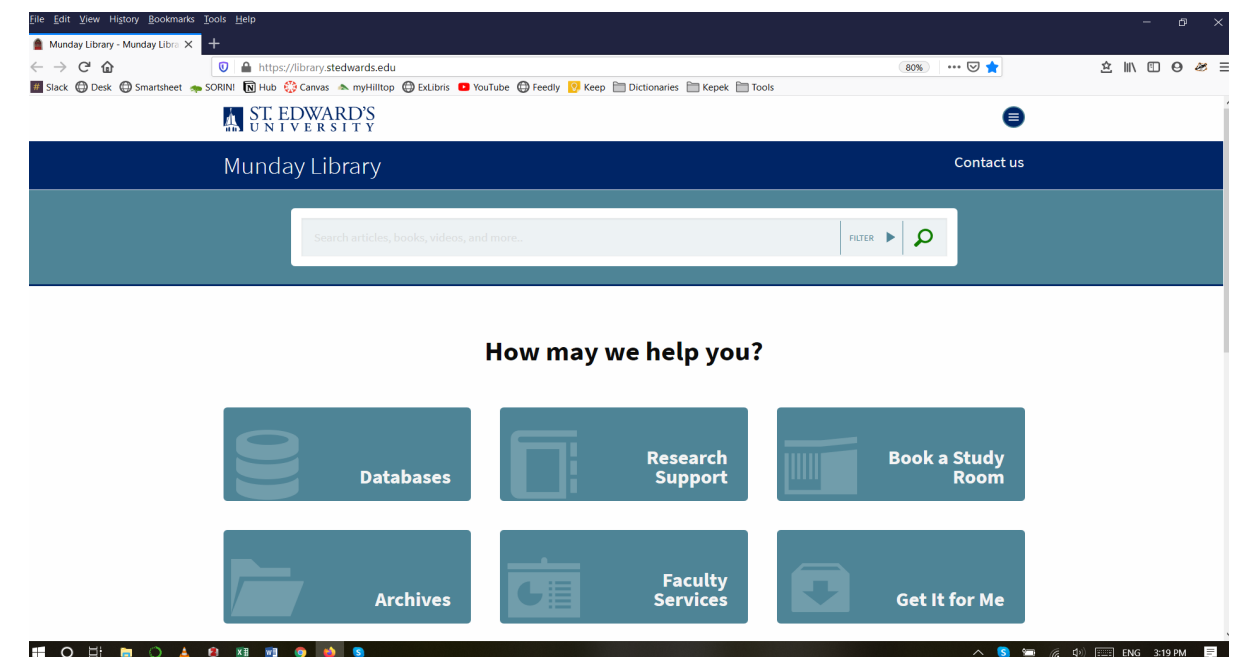 File Edit View History Bookmarks Tools Help
Munday Library - Munday Libra
https://library.stedwards.edu 80%
Slack Desk Smartsheet SORIN! Hub Canvas myHilltop ExLibris YouTube Feedly Keep Dictionaries Kepek Tools
ST. EDWARD'S
UNIVERSITY
Munday Library Contact us
Search articles, books, videos, and more... FILTER
How may we help you?
Databases
Research
Support
Book a Study
Room
Archives
Faculty
Services
Get It for Me
ENG 3:19 PM